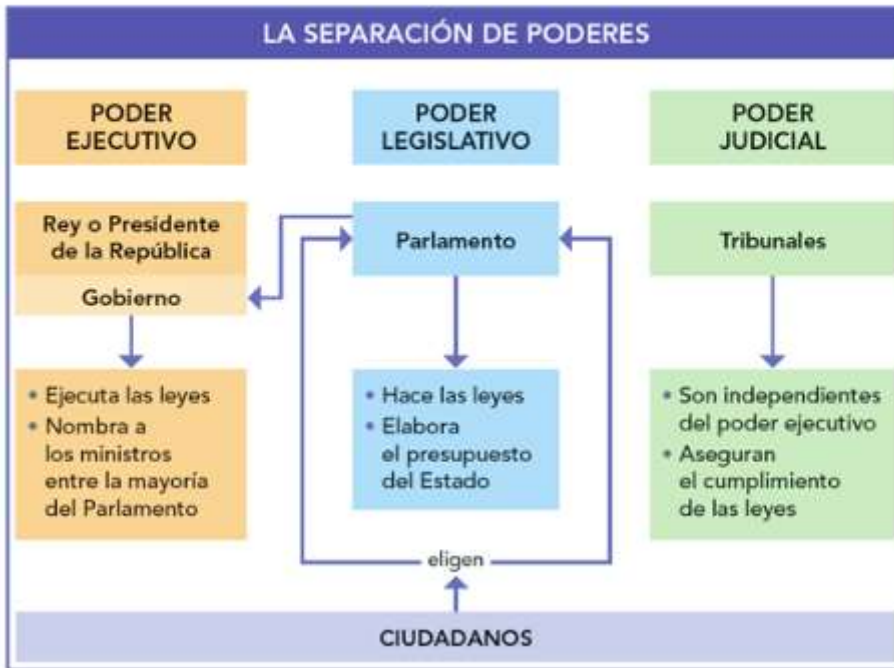 LA SEPARACIÓN DE PODERES
PODER
EJECUTIVO
PODER
LEGISLATIVO
PODER
JUDICIAL
Rey o Presidente
de la República
Gobierno
Parlamento
Tribunales
• Ejecuta las leyes
• Nombra a
los ministros
entre la mayoría
del Parlamento
• Hace las leyes
• Elabora
el presupuesto
del Estado
• Son independientes
del poder ejecutivo
• Aseguran
el cumplimiento
de las leyes
eligen
CIUDADANOS